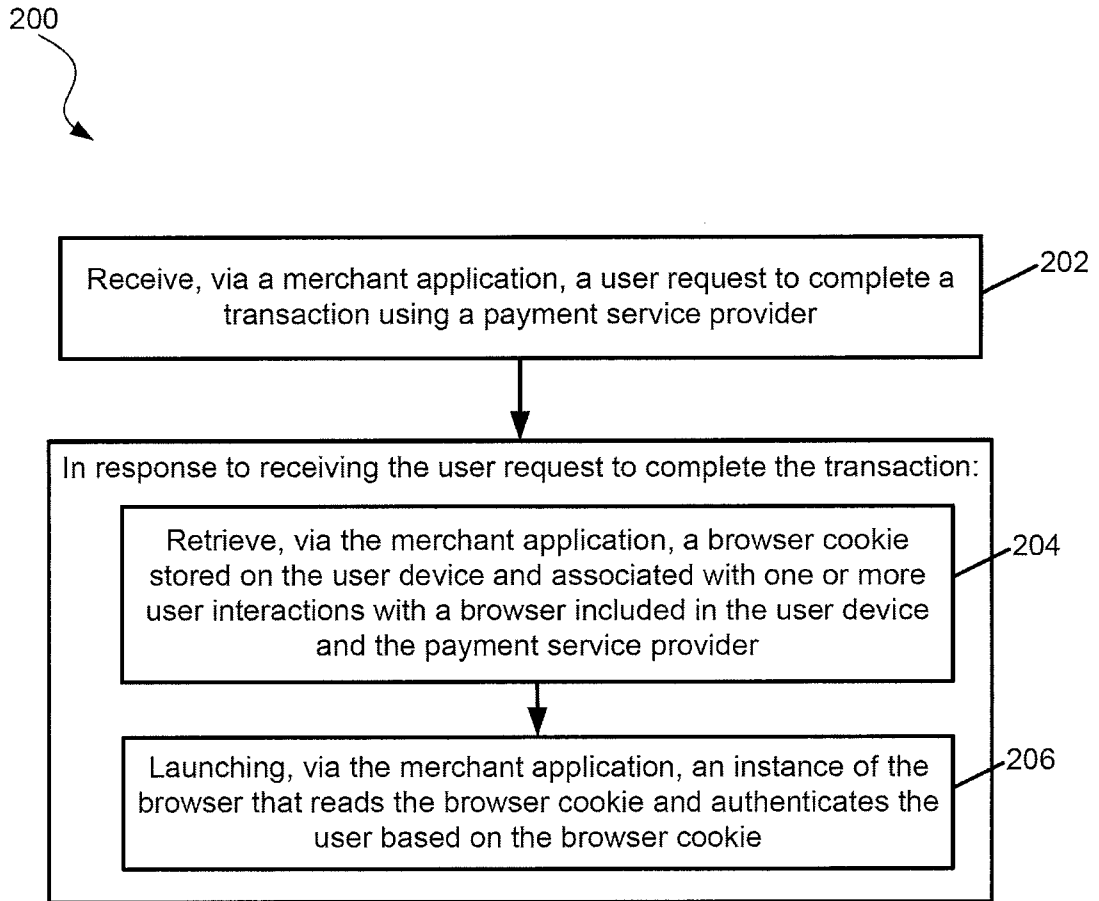 200
Receive, via a merchant application, a user request to complete a
transaction using a payment service provider
202
In response to receiving the user request to complete the transaction:
Retrieve, via the merchant application, a browser cookie
stored on the user device and associated with one or more
user interactions with a browser included in the user device
and the payment service provider
204
Launching, via the merchant application, an instance of the
browser that reads the browser cookie and authenticates the
user based on the browser cookie
206